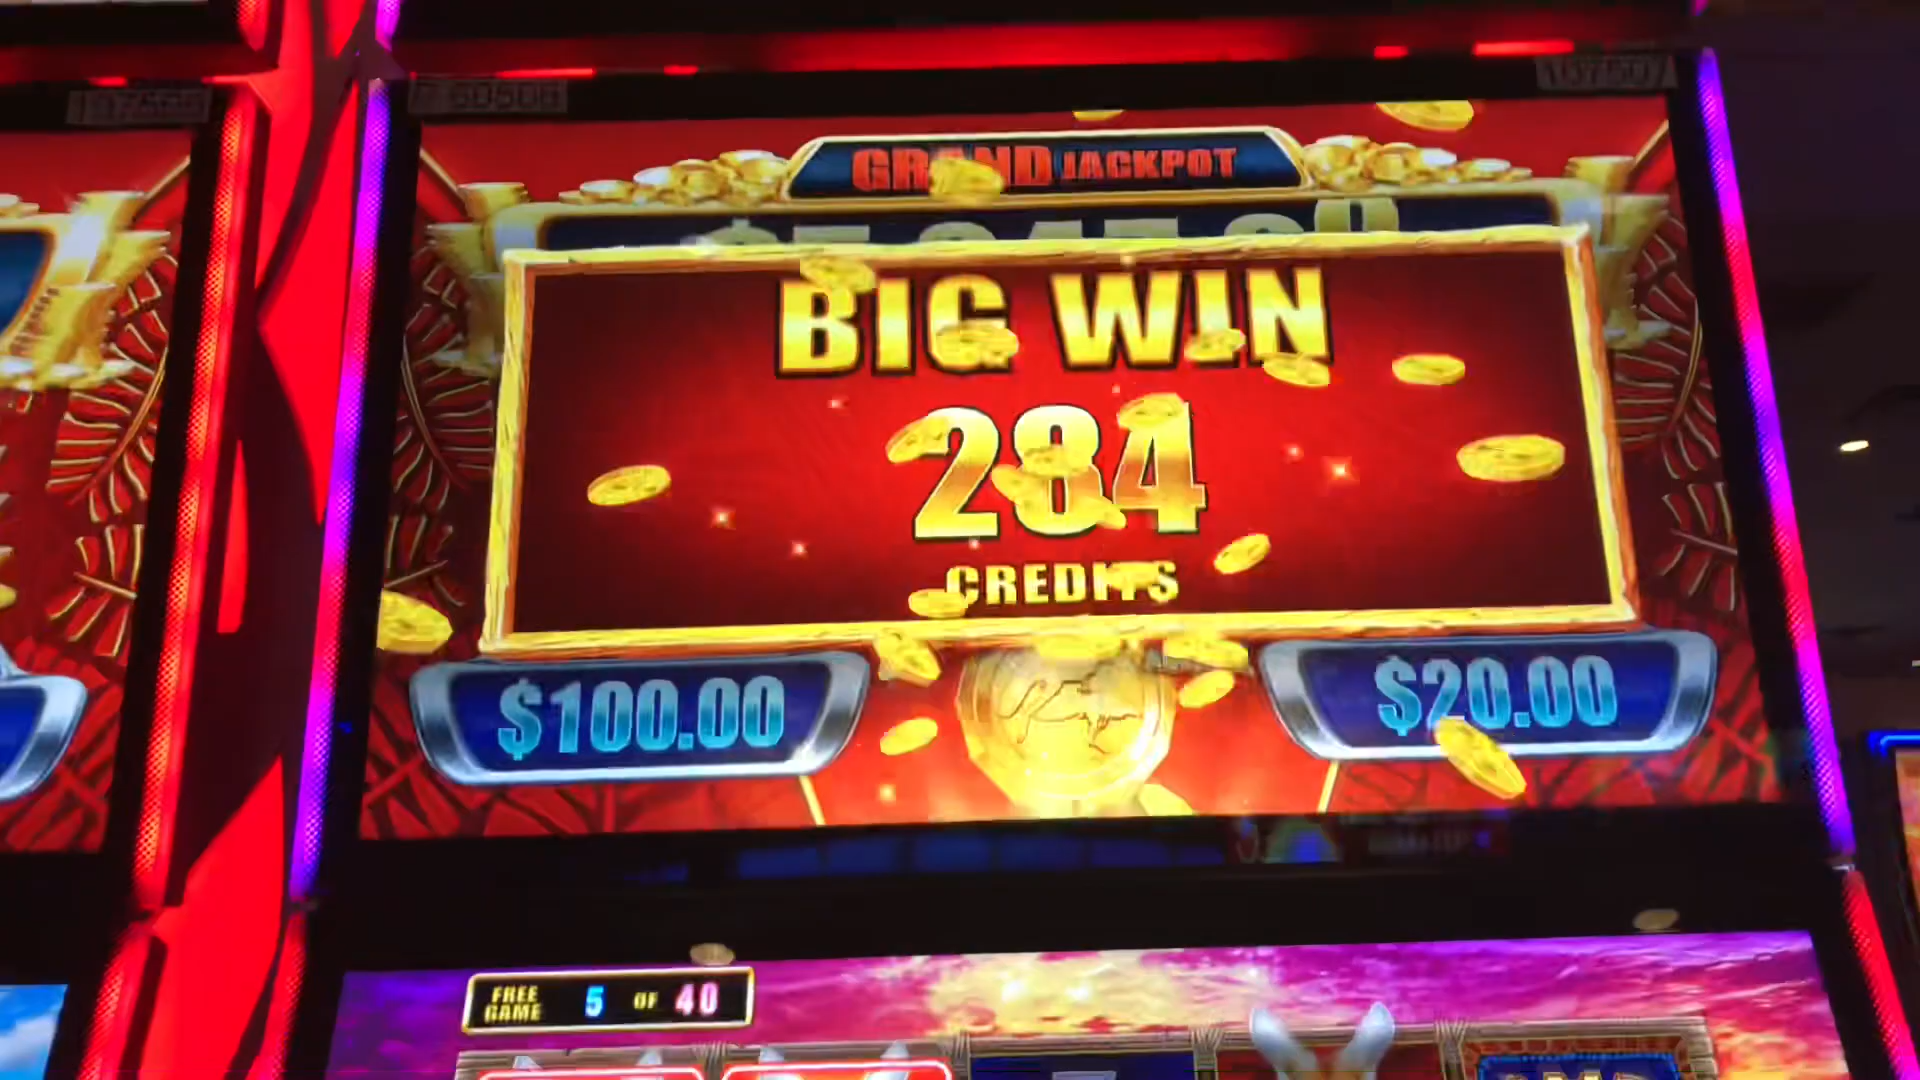 GRAND JACKPOT
BIG WIN
284
CREDITS
$100.00
$20.00
FREE GAME 5 OF 40